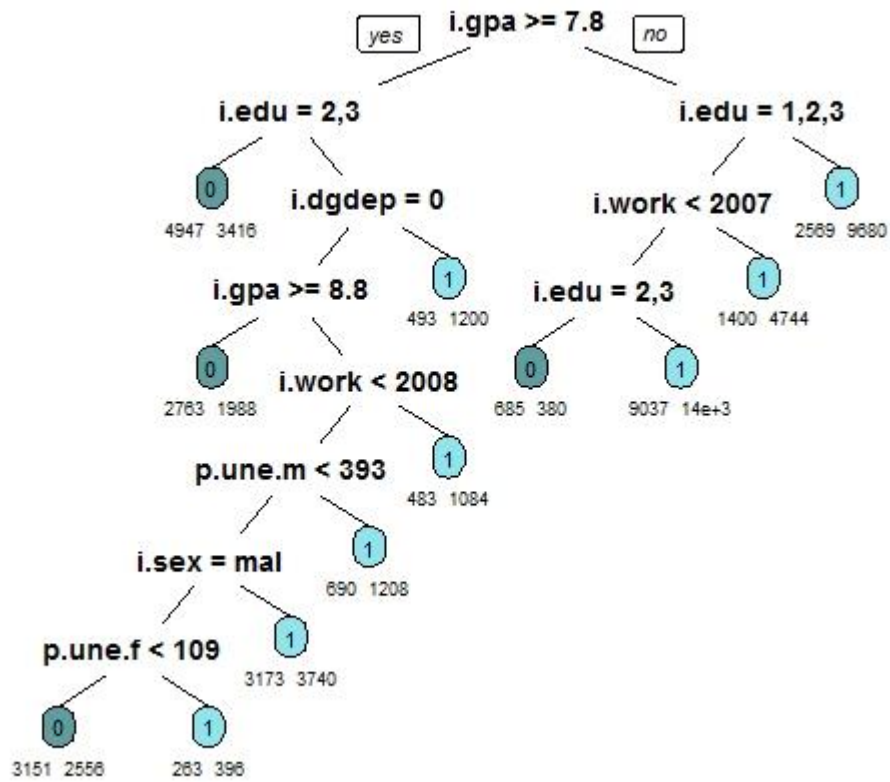 i.gpa >= 7.8
yes
no
i.edu = 2,3
i.edu = 1,2,3
0
4947 3416
i.dgdep = 0
i.work < 2007
1
2569 9680
i.gpa >= 8.8
1
493 1200
i.edu = 2,3
1
1400 4744
0
2763 1988
i.work < 2008
0
685 380
1
9037 14e+3
p.une.m < 393
1
483 1084
i.sex = mal
1
690 1208
p.une.f < 109
1
3173 3740
0
3151 2556
1
263 396